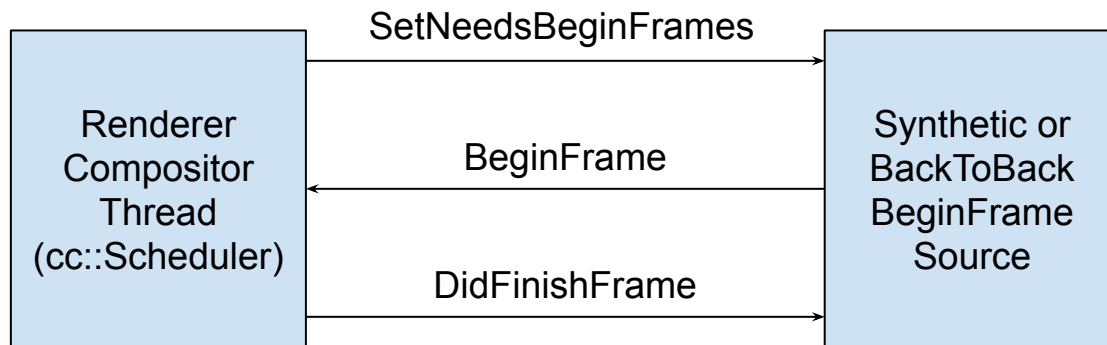 SetNeedsBeginFrames
Renderer
Compositor
Thread
(cc::Scheduler)
BeginFrame
DidFinishFrame
Synthetic or
BackToBack
BeginFrame
Source